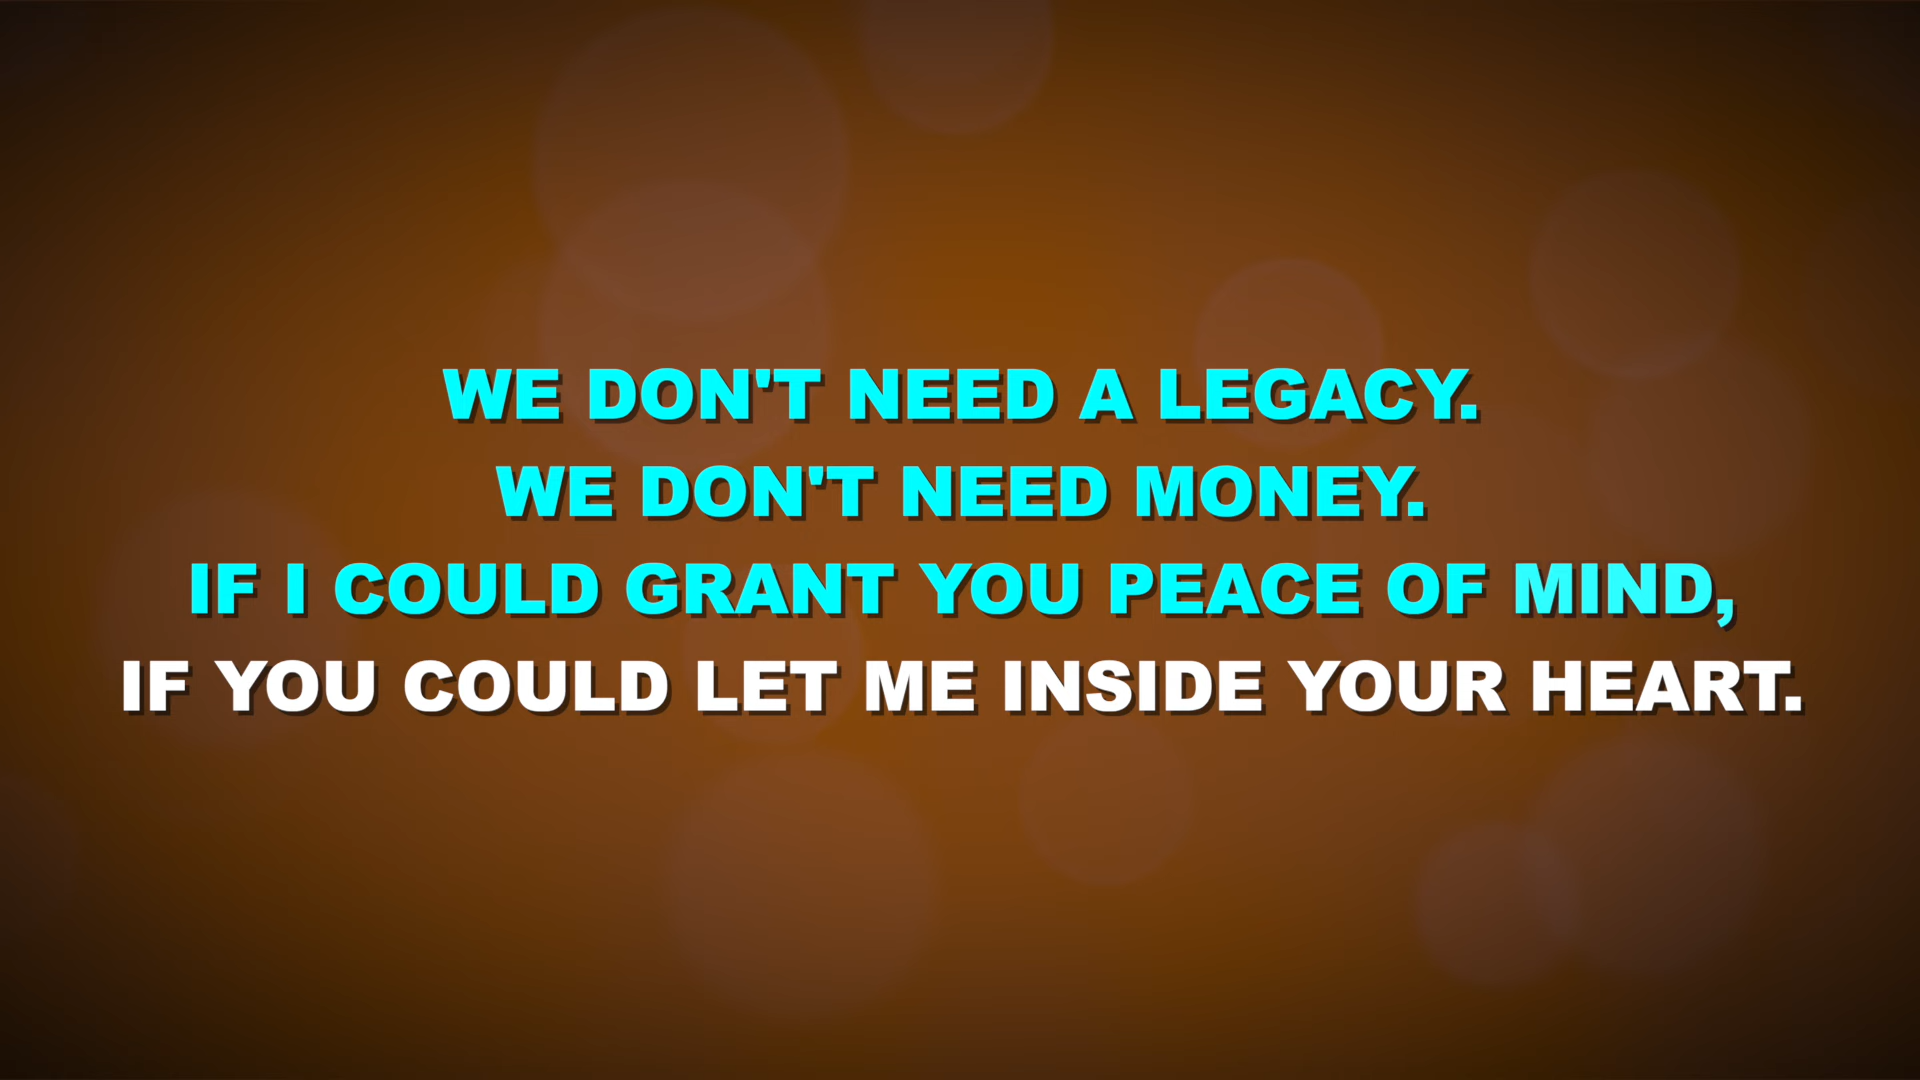 WE DON'T NEED A LEGACY.
WE DON'T NEED MONEY.
IF I COULD GRANT YOU PEACE OF MIND,
IF YOU COULD LET ME INSIDE YOUR HEART.